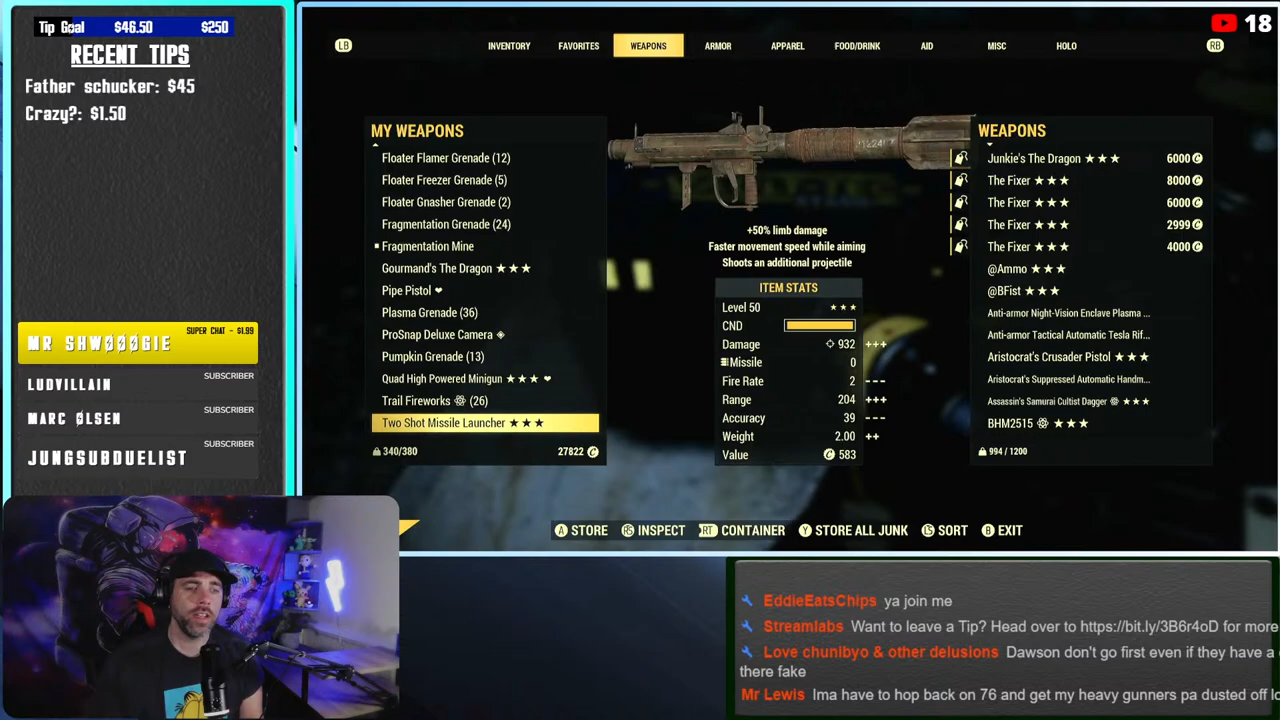 Tip Goal $46.50 $250
RECENT TIPS
Father schucker: $45
Crazy?: $1.50
SUPER CHAT - $1.99
MR SHWØØØGIE
SUBSCRIBER
LUDVILLAIN
SUBSCRIBER
MARC ØLSEN
SUBSCRIBER
JUNGSUBDUELIST
18
LB
INVENTORY
FAVORITES
WEAPONS
ARMOR
APPAREL
FOOD/DRINK
AID
MISC
HOLO
RB
MY WEAPONS
Floater Flamer Grenade (12)
Floater Freezer Grenade (5)
Floater Gnasher Grenade (2)
Fragmentation Grenade (24)
Fragmentation Mine
Gourmand's The Dragon ★★★
Pipe Pistol ❤
Plasma Grenade (36)
ProSnap Deluxe Camera
Pumpkin Grenade (13)
Quad High Powered Minigun ★★★ ❤
Trail Fireworks (26)
Two Shot Missile Launcher ★★★
340/380 27822
+50% limb damage
Faster movement speed while aiming
Shoots an additional projectile
ITEM STATS
Level 50 ★★★
CND
Damage 932 +++
Missile 0
Fire Rate 2 ---
Range 204 +++
Accuracy 39 ---
Weight 2.00 ++
Value 583
WEAPONS
Junkie's The Dragon ★★★ 6000
The Fixer ★★★ 8000
The Fixer ★★★ 6000
The Fixer ★★★ 2999
The Fixer ★★★ 4000
@Ammo ★★★
@BFist ★★★
Anti-armor Night-Vision Enclave Plasma ...
Anti-armor Tactical Automatic Tesla Rif...
Aristocrat's Crusader Pistol ★★★
Aristocrat's Suppressed Automatic Handm...
Assassin's Samurai Cultist Dagger ★★★
BHM2515 ★★★
994 / 1200
A STORE RS INSPECT RT CONTAINER Y STORE ALL JUNK LS SORT B EXIT
EddieEatsChips ya join me
Streamlabs Want to leave a Tip? Head over to https://bit.ly/3B6r4oD for more
Love chunibyo & other delusions Dawson don't go first even if they have a
there fake
Mr Lewis Ima have to hop back on 76 and get my heavy gunners pa dusted off